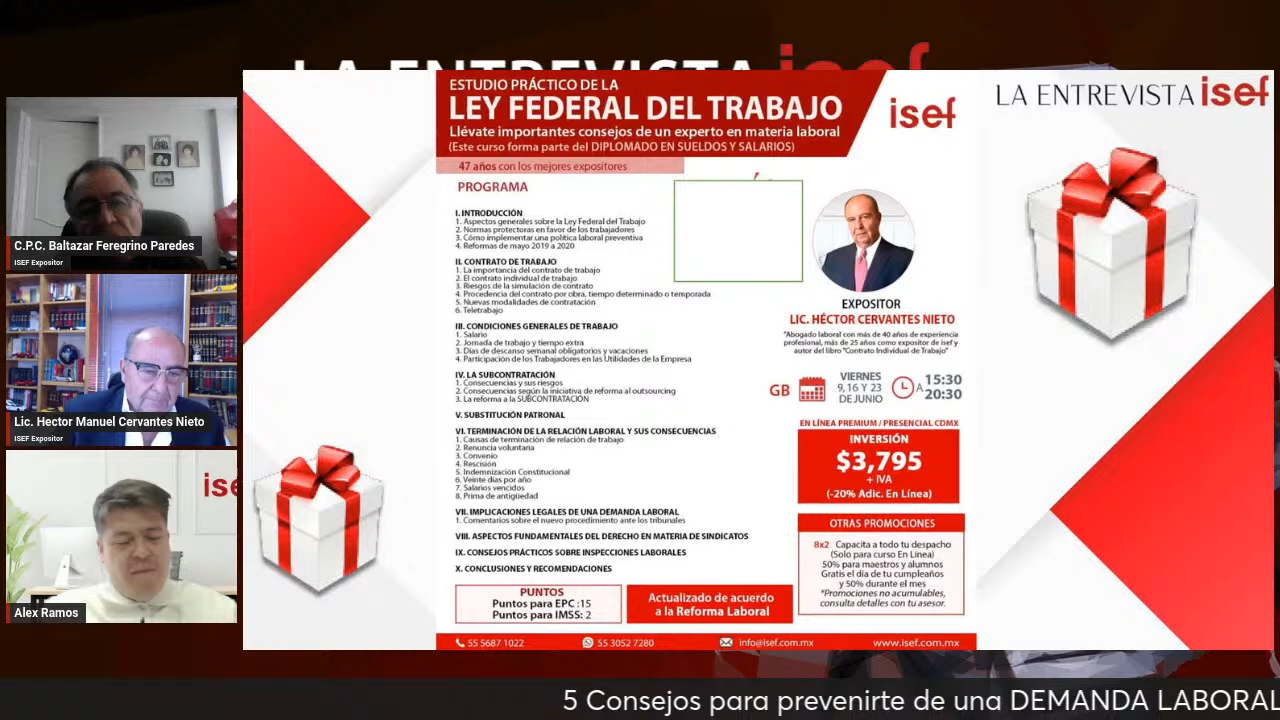 LA ENTREVISTA isef
C.P.C. Baltazar Feregrino Paredes
ISEF Expositor
Lic. Hector Manuel Cervantes Nieto
ISEF Expositor
isef
Alex Ramos
ESTUDIO PRÁCTICO DE LA
LEY FEDERAL DEL TRABAJO
Llévate importantes consejos de un experto en materia laboral
(Este curso forma parte del DIPLOMADO EN SUELDOS Y SALARIOS)
47 años con los mejores expositores
isef
LA ENTREVISTA isef
PROGRAMA
I. INTRODUCCIÓN
1. Aspectos generales sobre la Ley Federal del Trabajo
2. Normas protectoras en favor de los trabajadores
3. Cómo implementar una política laboral preventiva
4. Reformas de mayo 2019 a 2020
II. CONTRATO DE TRABAJO
1. La importancia del contrato de trabajo
2. El contrato individual de trabajo
3. Riesgos de la simulación de contrato
4. Procedencia del contrato por obra, tiempo determinado o temporada
5. Nuevas modalidades de contratación
6. Teletrabajo
III. CONDICIONES GENERALES DE TRABAJO
1. Salario
2. Jornada de trabajo y tiempo extra
3. Días de descanso semanal obligatorios y vacaciones
4. Participación de los Trabajadores en las Utilidades de la Empresa
IV. LA SUBCONTRATACIÓN
1. Consecuencias y sus riesgos
2. Consecuencias según la iniciativa de reforma al outsourcing
3. La reforma a la SUBCONTRATACIÓN
V. SUBSTITUCIÓN PATRONAL
VI. TERMINACIÓN DE LA RELACIÓN LABORAL Y SUS CONSECUENCIAS
1. Causas de terminación de relación de trabajo
2. Renuncia voluntaria
3. Convenio
4. Rescisión
5. Indemnización Constitucional
6. Veinte días por año
7. Salarios vencidos
8. Prima de antigüedad
VII. IMPLICACIONES LEGALES DE UNA DEMANDA LABORAL
1. Comentarios sobre el nuevo procedimiento ante los tribunales
VIII. ASPECTOS FUNDAMENTALES DEL DERECHO EN MATERIA DE SINDICATOS
IX. CONSEJOS PRÁCTICOS SOBRE INSPECCIONES LABORALES
X. CONCLUSIONES Y RECOMENDACIONES
PUNTOS
Puntos para EPC :15
Puntos para IMSS: 2
Actualizado de acuerdo
a la Reforma Laboral
EXPOSITOR
LIC. HÉCTOR CERVANTES NIETO
"Abogado labora! con más de 40 años de experiencia
profesional, más de 25 años como expositor de isef y
autor del libro "Contrato Individual de Trabajo"
GB
VIERNES
9, 16 Y 23
DE JUNIO
15:30
A
20:30
EN LÍNEA PREMIUM / PRESENCIAL CDMX
INVERSIÓN
$3,795
+ IVA
(-20% Adic. En Línea)
OTRAS PROMOCIONES
8x2 Capacita a todo tu despacho
(Solo para curso En Línea)
50% para maestros y alumnos
Gratis el día de tu cumpleaños
y 50% durante el mes
*Promociones no acumulables,
consulta detalles con tu asesor.
55 5687 1022
55 3052 7280
info@isef.com.mx
www.isef.com.mx
5 Consejos para prevenirte de una DEMANDA LABORAL